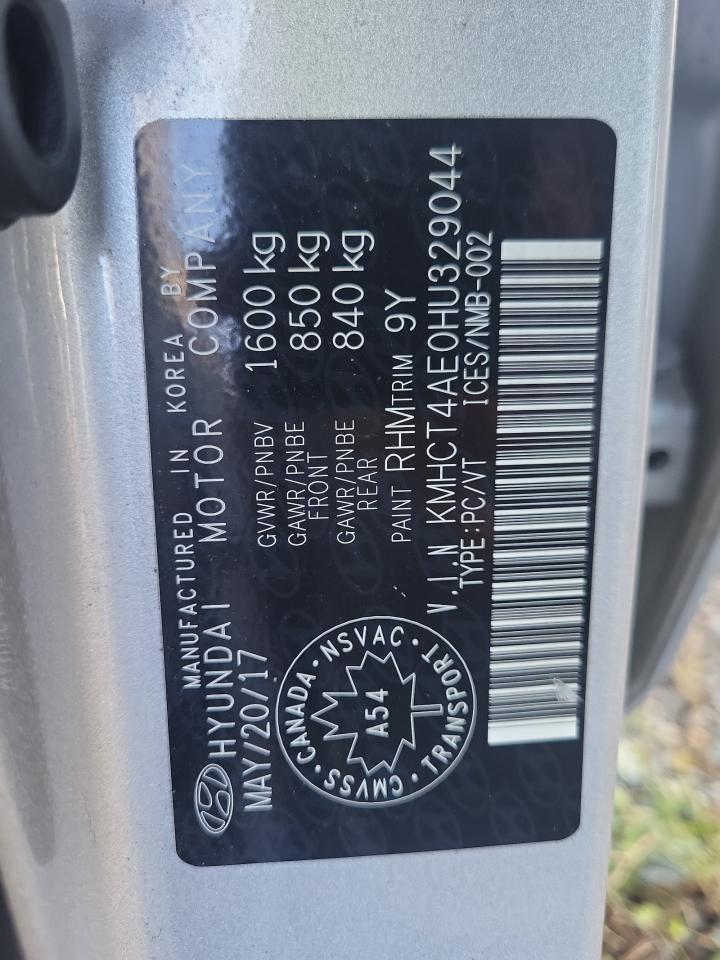 MANUFACTURED IN KOREA BY
HYUNDAI MOTOR COMPANY
MAY/20/17
GVWR/PNBV 1600 kg
GAWR/PNBE 850 kg
FRONT
GAWR/PNBE 840 kg
REAR
PAINT RHM TRIM 9Y
CANADA · NSVAC · TRANSPORT · CMVSS ·
A54
V.I.N KMHCT4AE0HU329044
TYPE:PC/VT ICES/NMB-002